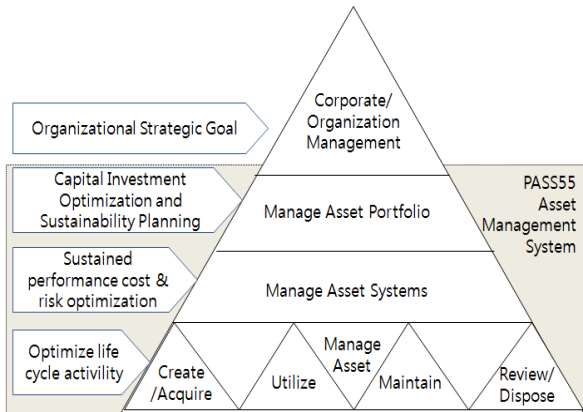 Corporate/
Organization
Management
Organizational Strategic Goal
Capital Investment
Optimization and
Sustainability Planning
Manage Asset Portfolio
PASS55
Asset
Management
System
Sustained
performance cost &
risk optimization
Manage Asset Systems
Optimize life
cycle activility
Create
/Acquire
Utilize
Manage
Asset
Maintain
Review/
Dispose